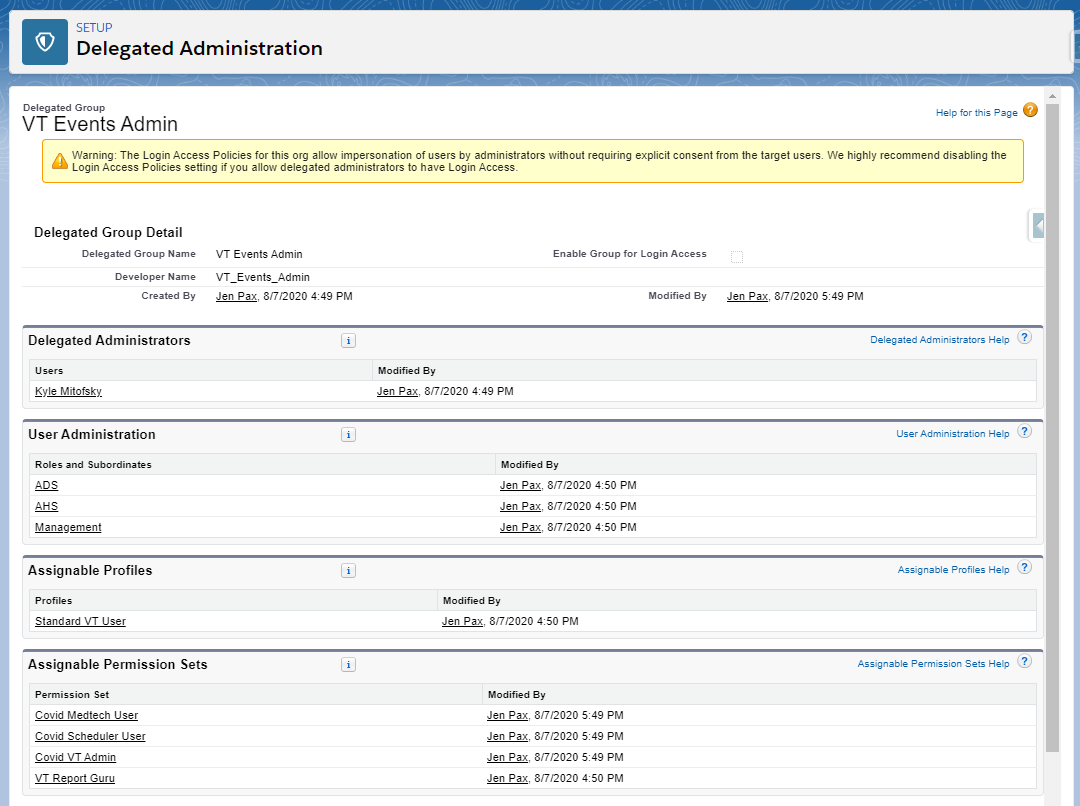 SETUP
Delegated Administration
Delegated Group
VT Events Admin
Help for this Page ?
Warning: The Login Access Policies for this org allow impersonation of users by administrators without requiring explicit consent from the target users. We highly recommend disabling the
Login Access Policies setting if you allow delegated administrators to have Login Access.
Delegated Group Detail
Delegated Group Name VT Events Admin Enable Group for Login Access
Developer Name VT_Events_Admin
Created By Jen Pax, 8/7/2020 4:49 PM Modified By Jen Pax, 8/7/2020 5:49 PM
Delegated Administrators i Delegated Administrators Help ?
Users Modified By
Kyle Mitofsky Jen Pax, 8/7/2020 4:49 PM
User Administration i User Administration Help ?
Roles and Subordinates Modified By
ADS Jen Pax, 8/7/2020 4:50 PM
AHS Jen Pax, 8/7/2020 4:50 PM
Management Jen Pax, 8/7/2020 4:50 PM
Assignable Profiles i Assignable Profiles Help ?
Profiles Modified By
Standard VT User Jen Pax, 8/7/2020 4:50 PM
Assignable Permission Sets i Assignable Permission Sets Help ?
Permission Set Modified By
Covid Medtech User Jen Pax, 8/7/2020 5:49 PM
Covid Scheduler User Jen Pax, 8/7/2020 5:49 PM
Covid VT Admin Jen Pax, 8/7/2020 5:49 PM
VT Report Guru Jen Pax, 8/7/2020 4:50 PM